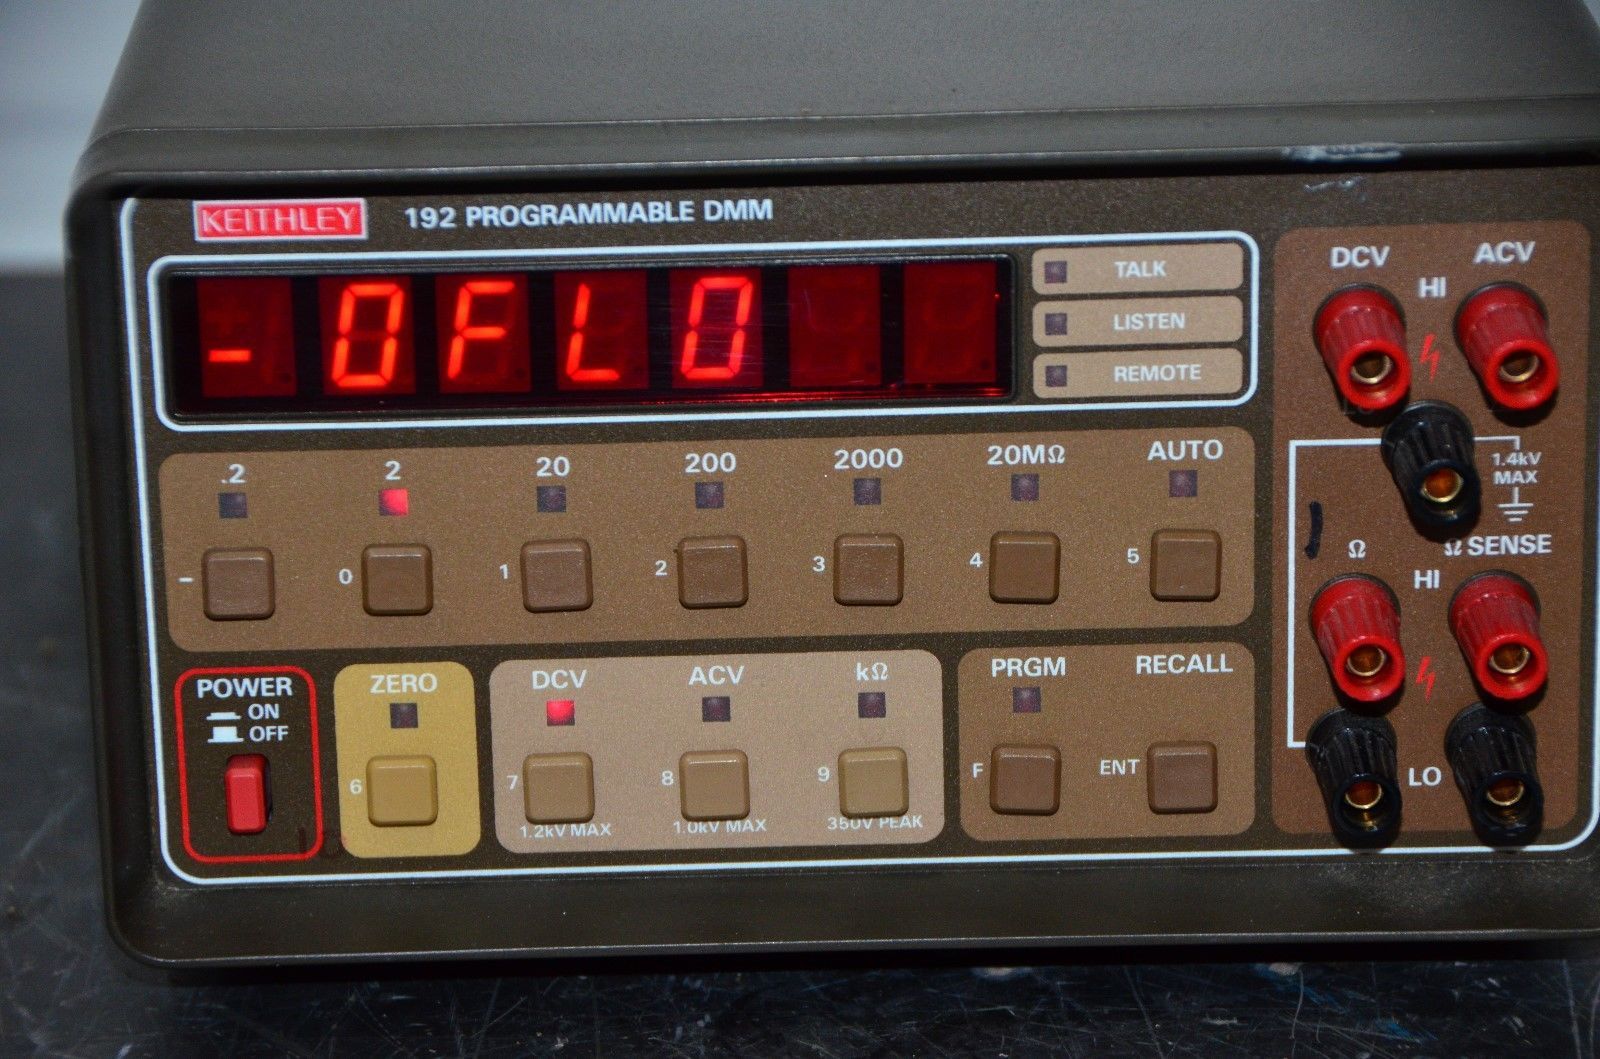 KEITHLEY 192 PROGRAMMABLE DMM
-OFLO
TALK
LISTEN
REMOTE
DCV ACV
HI
1.4kV
MAX
.2 2 20 200 2000 20MΩ AUTO
- 0 1 2 3 4 5
Ω Ω SENSE
HI
LO
POWER
ON
OFF
ZERO
6
DCV ACV kΩ
7 8 9
1.2kV MAX 1.0kV MAX 350V PEAK
PRGM RECALL
F ENT